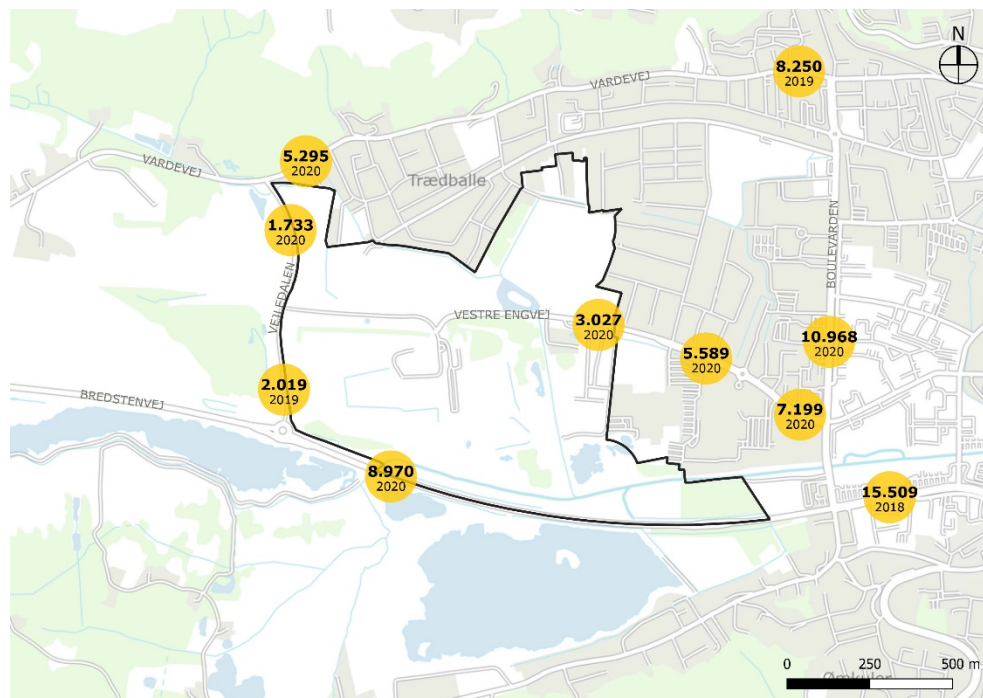 N
8.250
2019
VARDEVEJ
5.295
2020
VARDEVEJ
Trædballe
1.733
2020
BOULEVARDEN
VEJLEDALEN
VESTRE ENGVEJ
3.027
2020
10.968
2020
5.589
2020
2.019
2019
BREDSTENVEJ
7.199
2020
8.970
2020
15.509
2018
0 250 500 m
Ømkuler